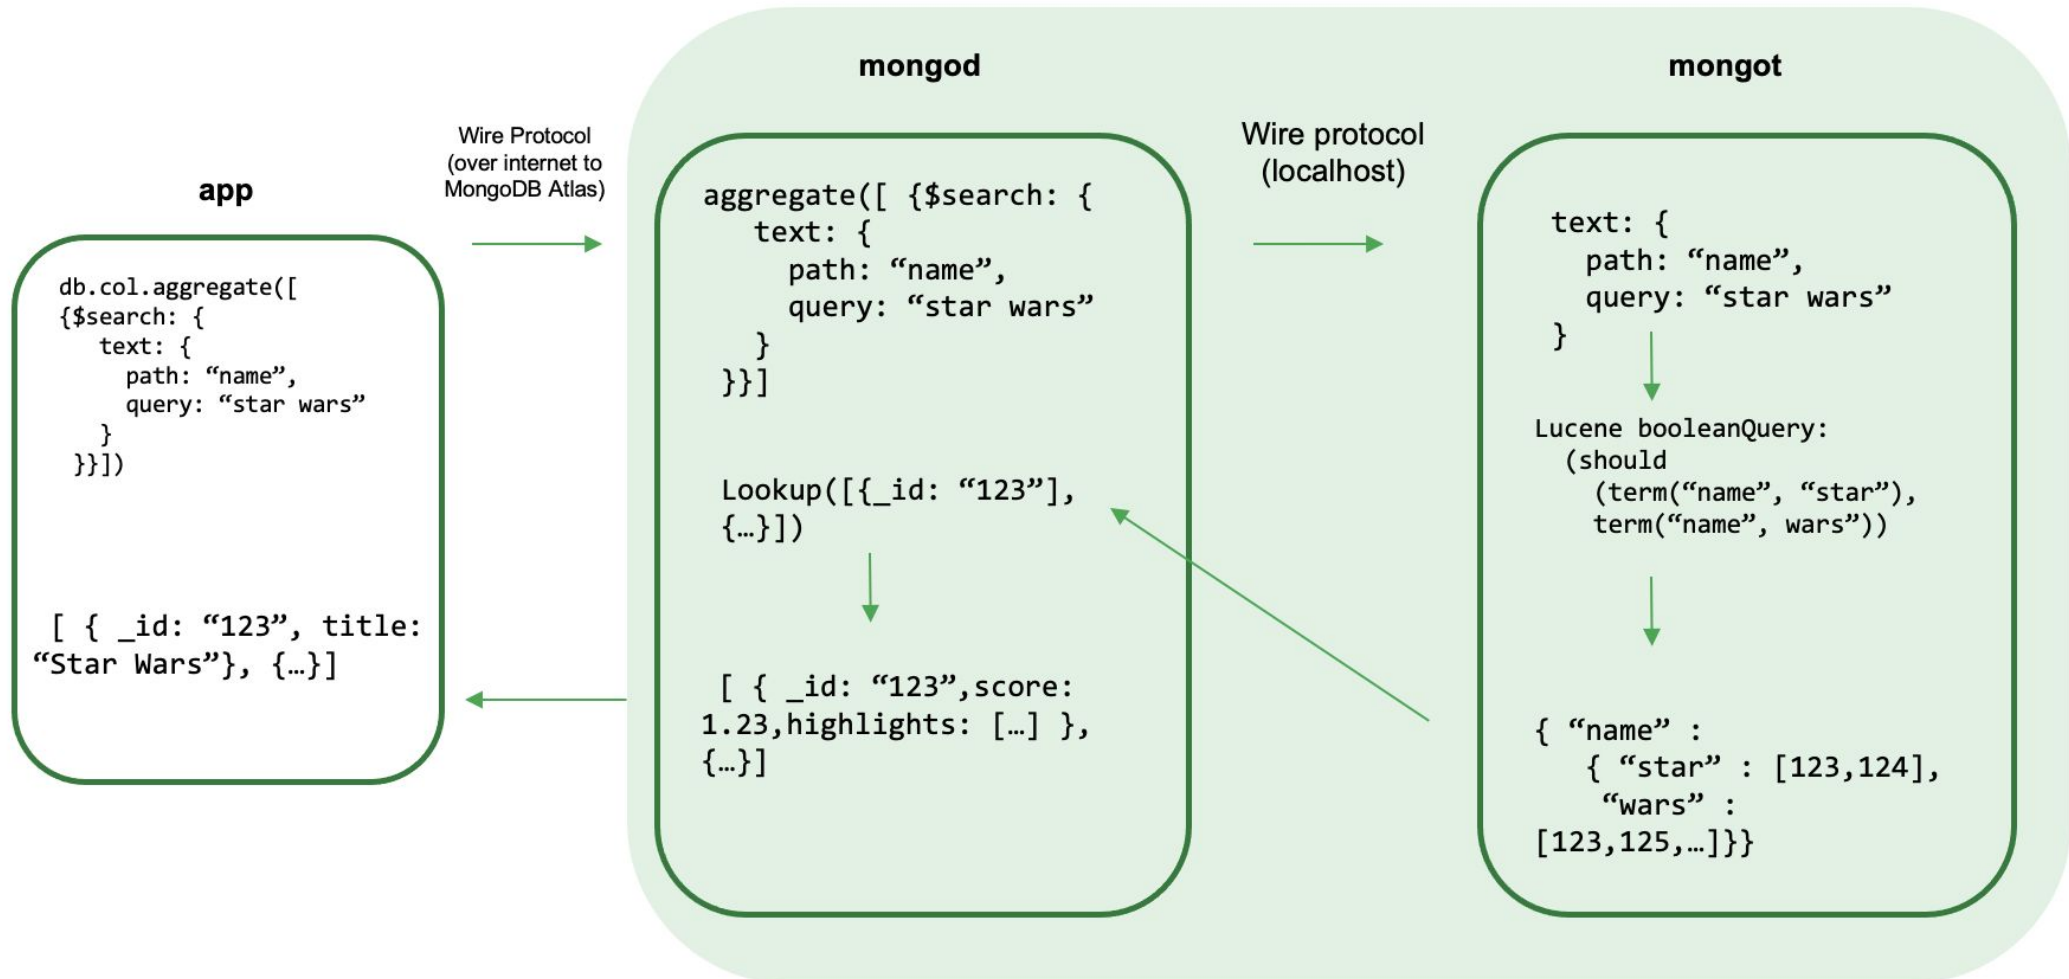 app
db.col.aggregate([
{$search: {
text: {
path: “name”,
query: “star wars”
}
}}])
[ { _id: “123”, title:
“Star Wars”}, {…}]
Wire Protocol
(over internet to
MongoDB Atlas)
mongod
aggregate([ {$search: {
text: {
path: “name”,
query: “star wars”
}
}}]
Lookup([{_id: “123”],
{…}])
[ { _id: “123”,score:
1.23,highlights: […] },
{…}]
Wire protocol
(localhost)
mongot
text: {
path: “name”,
query: “star wars”
}
Lucene booleanQuery:
(should
(term(“name”, “star”),
term(“name”, wars”))
{ “name” :
{ “star” : [123,124],
“wars” :
[123,125,…]}}